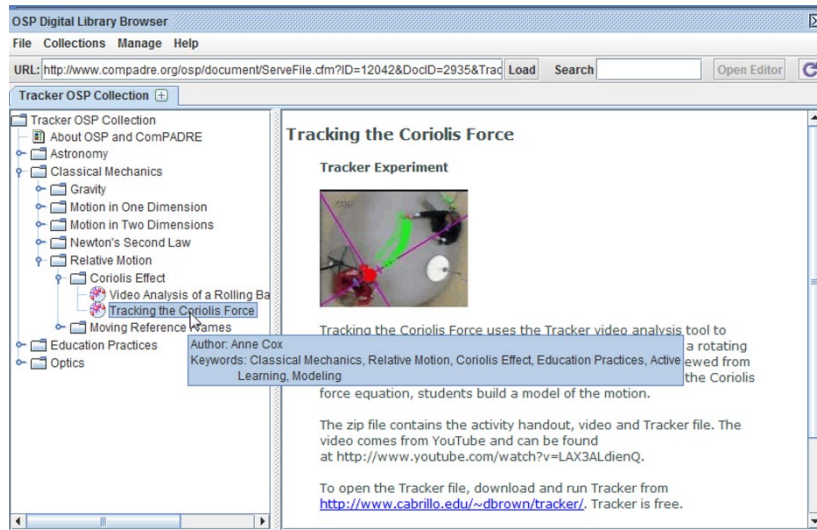 OSP Digital Library Browser
File Collections Manage Help
URL: http://www.compadre.org/osp/document/ServeFile.cfm?ID=12042&DocID=2935&Trac Load Search Open Editor
Tracker OSP Collection
Tracker OSP Collection
About OSP and ComPADRE
Astronomy
Classical Mechanics
Gravity
Motion in One Dimension
Motion in Two Dimensions
Newton's Second Law
Relative Motion
Coriolis Effect
Video Analysis of a Rolling Ba
Tracking the Coriolis Force
Moving Reference Frames
Education Practices
Optics
Author: Anne Cox
Keywords: Classical Mechanics, Relative Motion, Coriolis Effect, Education Practices, Active
Learning, Modeling
Tracking the Coriolis Force
Tracker Experiment
Tracking the Coriolis Force uses the Tracker video analysis tool to
a rotating
ewed from
the Coriolis
force equation, students build a model of the motion.
The zip file contains the activity handout, video and Tracker file. The
video comes from YouTube and can be found
at http://www.youtube.com/watch?v=LAX3ALdienQ.
To open the Tracker file, download and run Tracker from
http://www.cabrillo.edu/~dbrown/tracker/. Tracker is free.